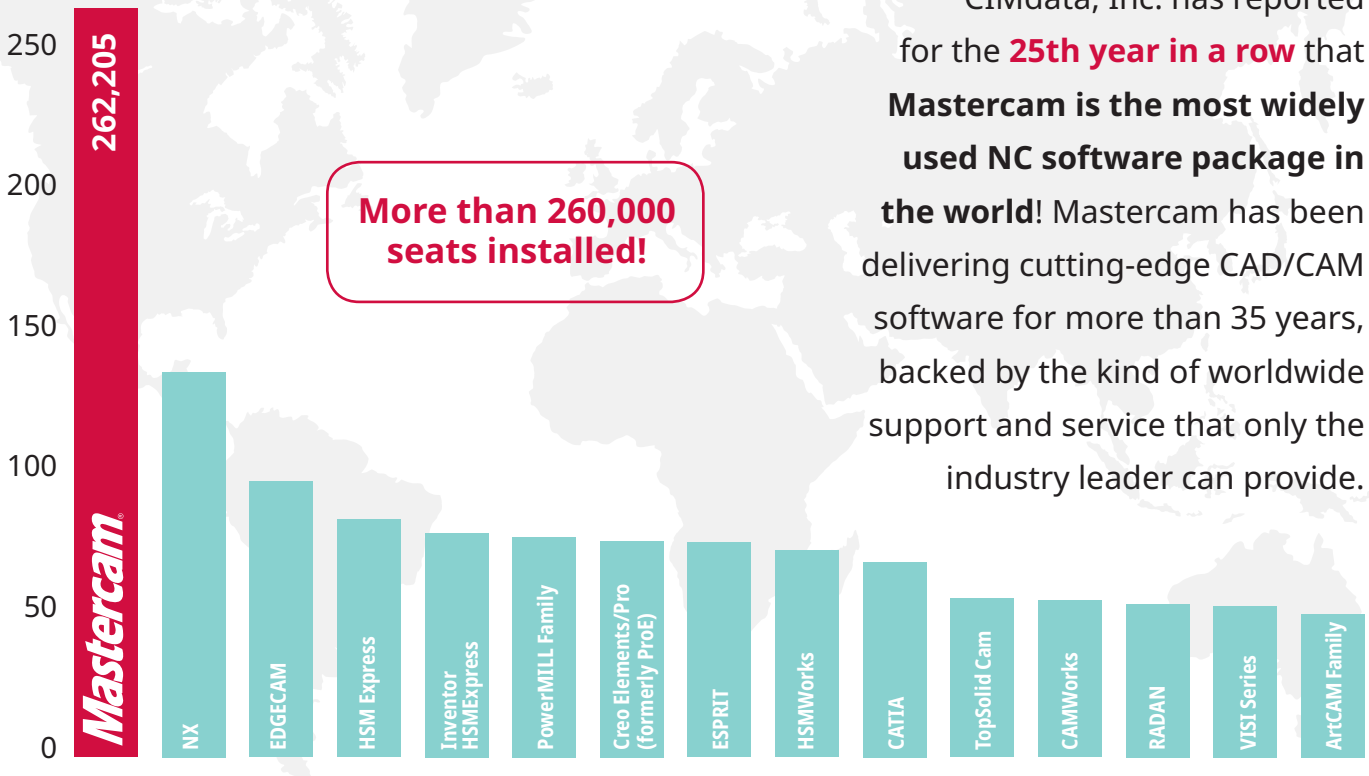 CIMdata, Inc. has reported
for the 25th year in a row that
Mastercam is the most widely
used NC software package in
the world! Mastercam has been
delivering cutting-edge CAD/CAM
software for more than 35 years,
backed by the kind of worldwide
support and service that only the
industry leader can provide.
More than 260,000
seats installed!
250
200
150
100
50
0
262,205
Mastercam®
NX
EDGECAM
HSM Express
Inventor
HSMExpress
PowerMILL Family
Creo Elements/Pro
(formerly ProE)
ESPRIT
HSMWorks
CATIA
TopSolid Cam
CAMWorks
RADAN
VISI Series
ArtCAM Family